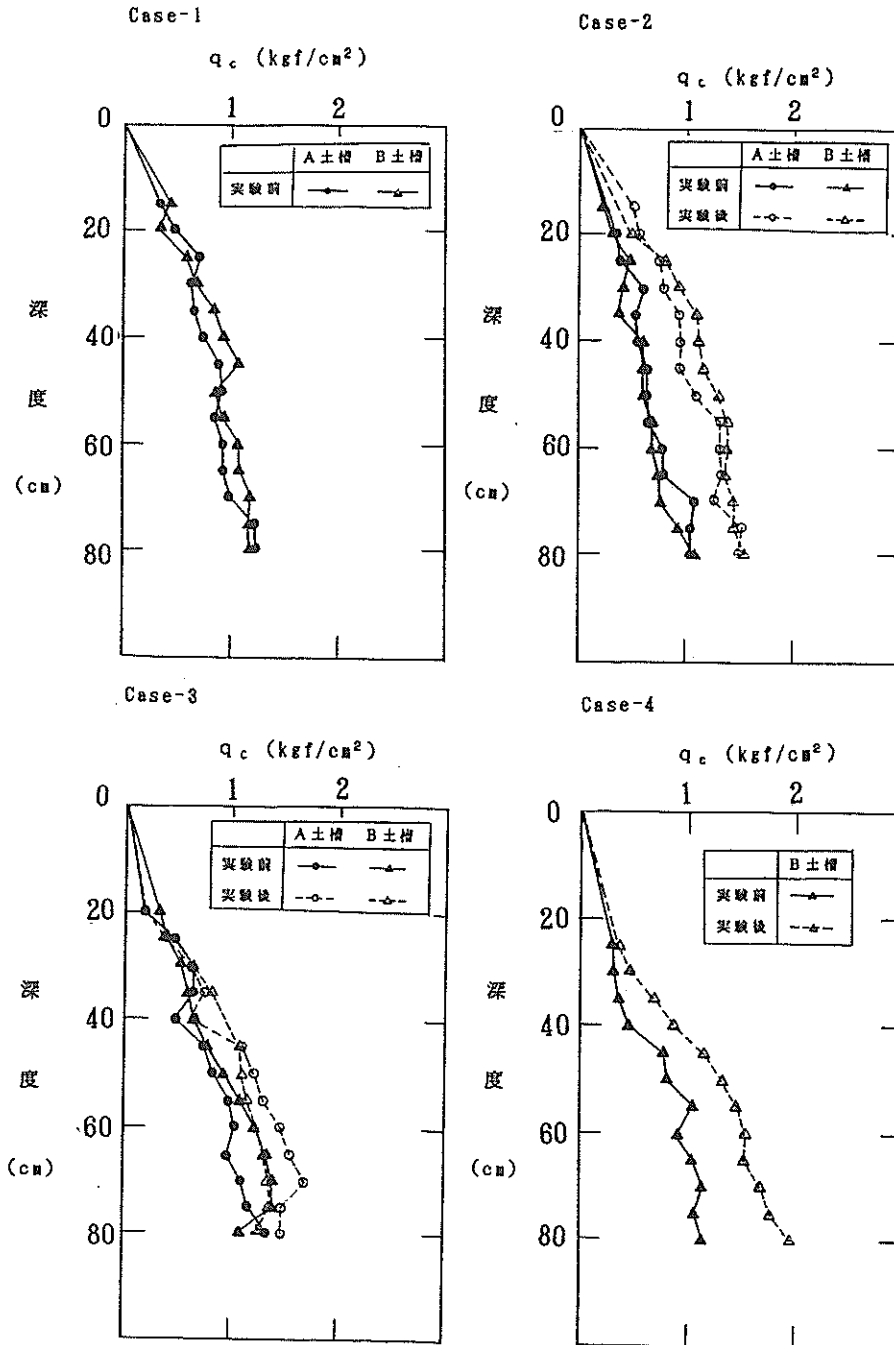 Case-1
q c (kgf/cm²)
0 1 2
A土槽 B土槽
実験前
20
40
60
80
深
度
(cm)
Case-2
q c (kgf/cm²)
0 1 2
A土槽 B土槽
実験前
実験後
20
40
60
80
深
度
(cm)
Case-3
q c (kgf/cm²)
0 1 2
A土槽 B土槽
実験前
実験後
20
40
60
80
深
度
(cm)
Case-4
q c (kgf/cm²)
0 1 2
B土槽
実験前
実験後
20
40
60
80
深
度
(cm)